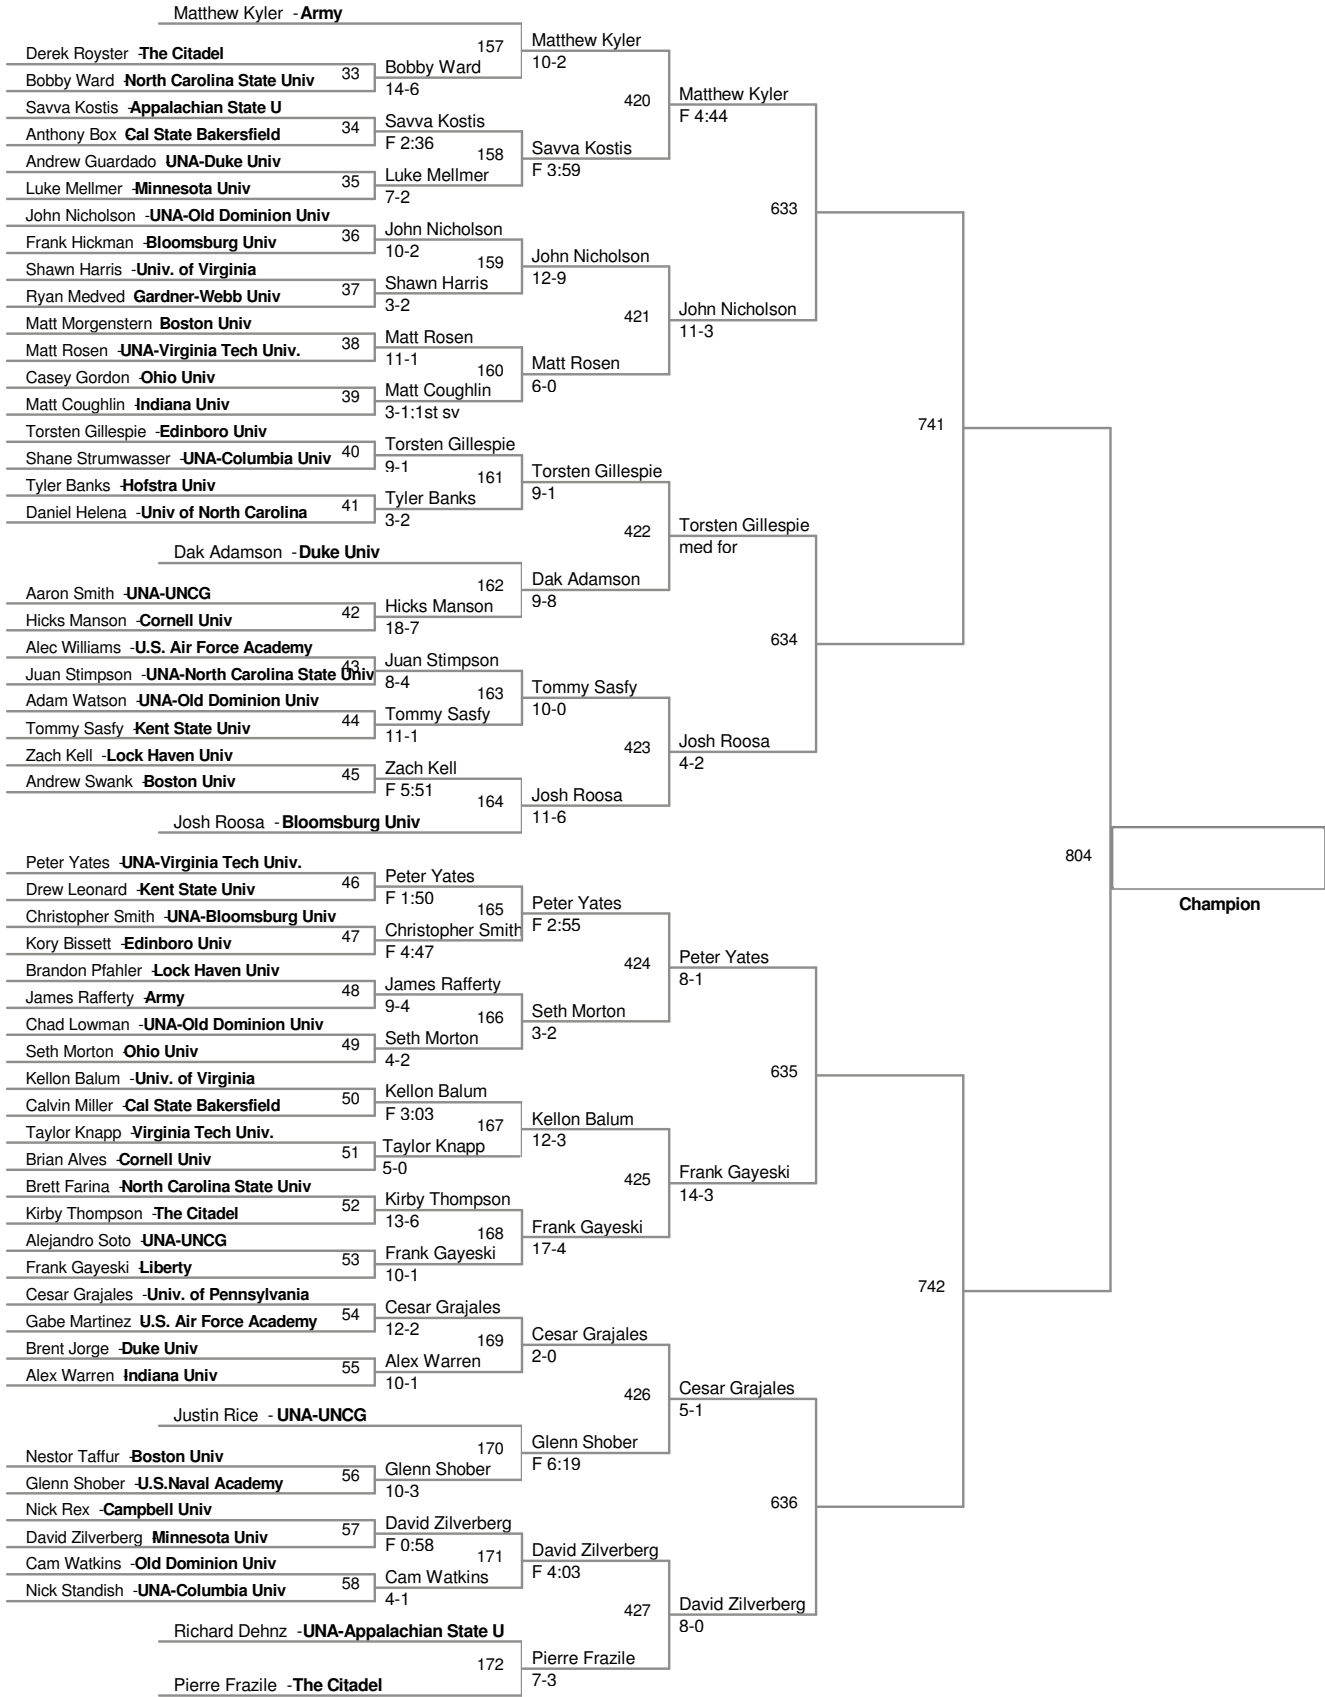 Matthew Kyler - Army
157
Matthew Kyler
10-2
Derek Royster - The Citadel
33
Bobby Ward
14-6
Bobby Ward - North Carolina State Univ
420
Matthew Kyler
F 4:44
Savva Kostis - Appalachian State U
34
Savva Kostis
F 2:36
Anthony Box Cal State Bakersfield
158
Savva Kostis
F 3:59
Andrew Guardado UNA-Duke Univ
35
Luke Mellmer
7-2
Luke Mellmer - Minnesota Univ
633
John Nicholson - UNA-Old Dominion Univ
36
John Nicholson
10-2
Frank Hickman - Bloomsburg Univ
159
John Nicholson
12-9
Shawn Harris - Univ. of Virginia
37
Shawn Harris
3-2
Ryan Medved Gardner-Webb Univ
421
John Nicholson
11-3
Matt Morgenstern Boston Univ
38
Matt Rosen
11-1
Matt Rosen - UNA-Virginia Tech Univ.
160
Matt Rosen
6-0
Casey Gordon - Ohio Univ
39
Matt Coughlin
3-1;1st sv
Matt Coughlin - Indiana Univ
741
Torsten Gillespie - Edinboro Univ
40
Torsten Gillespie
9-1
Shane Strumwasser - UNA-Columbia Univ
161
Torsten Gillespie
9-1
Tyler Banks - Hofstra Univ
41
Tyler Banks
3-2
Daniel Helena - Univ of North Carolina
422
Torsten Gillespie
med for
Dak Adamson - Duke Univ
162
Dak Adamson
9-8
Aaron Smith - UNA-UNCG
42
Hicks Manson
18-7
Hicks Manson - Cornell Univ
634
Alec Williams - U.S. Air Force Academy
43
Juan Stimpson
8-4
Juan Stimpson - UNA-North Carolina State Univ
163
Tommy Sasfy
10-0
Adam Watson - UNA-Old Dominion Univ
44
Tommy Sasfy
11-1
Tommy Sasfy - Kent State Univ
423
Josh Roosa
4-2
Zach Kell - Lock Haven Univ
45
Zach Kell
F 5:51
Andrew Swank - Boston Univ
164
Josh Roosa
11-6
Josh Roosa - Bloomsburg Univ
804
Champion
Peter Yates - UNA-Virginia Tech Univ.
46
Peter Yates
F 1:50
Drew Leonard - Kent State Univ
165
Peter Yates
F 2:55
Christopher Smith - UNA-Bloomsburg Univ
47
Christopher Smith
F 4:47
Kory Bissett - Edinboro Univ
424
Peter Yates
8-1
Brandon Pfahler - Lock Haven Univ
48
James Rafferty
9-4
James Rafferty - Army
166
Seth Morton
3-2
Chad Lowman - UNA-Old Dominion Univ
49
Seth Morton
4-2
Seth Morton - Ohio Univ
635
Kellon Balum - Univ. of Virginia
50
Kellon Balum
F 3:03
Calvin Miller - Cal State Bakersfield
167
Kellon Balum
12-3
Taylor Knapp - Virginia Tech Univ.
51
Taylor Knapp
5-0
Brian Alves - Cornell Univ
425
Frank Gayeski
14-3
Brett Farina - North Carolina State Univ
52
Kirby Thompson
13-6
Kirby Thompson - The Citadel
168
Frank Gayeski
17-4
Alejandro Soto - UNA-UNCG
53
Frank Gayeski
10-1
Frank Gayeski - Liberty
742
Cesar Grajales - Univ. of Pennsylvania
54
Cesar Grajales
12-2
Gabe Martinez U.S. Air Force Academy
169
Cesar Grajales
2-0
Brent Jorge - Duke Univ
55
Alex Warren
10-1
Alex Warren Indiana Univ
426
Cesar Grajales
5-1
Justin Rice - UNA-UNCG
170
Glenn Shober
F 6:19
Nestor Taffur - Boston Univ
56
Glenn Shober
10-3
Glenn Shober - U.S.Naval Academy
636
Nick Rex - Campbell Univ
57
David Zilverberg
F 0:58
David Zilverberg Minnesota Univ
171
David Zilverberg
F 4:03
Cam Watkins - Old Dominion Univ
58
Cam Watkins
4-1
Nick Standish - UNA-Columbia Univ
427
David Zilverberg
8-0
Richard Dehnz - UNA-Appalachian State U
172
Pierre Frazile
7-3
Pierre Frazile - The Citadel